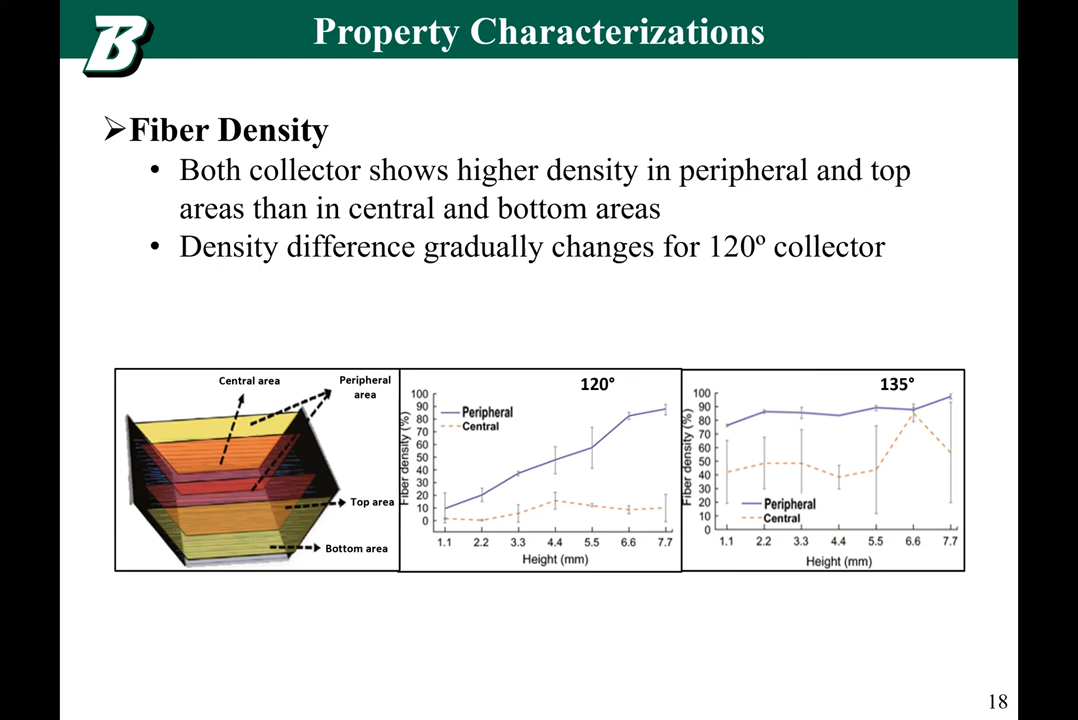 B
Property Characterizations
➢Fiber Density
• Both collector shows higher density in peripheral and top
areas than in central and bottom areas
• Density difference gradually changes for 120º collector
Central area
Peripheral
area
Top area
Bottom area
120°
Peripheral
Central
Fiber density (%)
100
90
80
70
60
50
40
30
20
10
0
1.1 2.2 3.3 4.4 5.5 6.6 7.7
Height (mm)
135°
Fiber density (%)
100
90
80
70
60
50
40
30
20
10
0
Peripheral
Central
1.1 2.2 3.3 4.4 5.5 6.6 7.7
Height (mm)
18